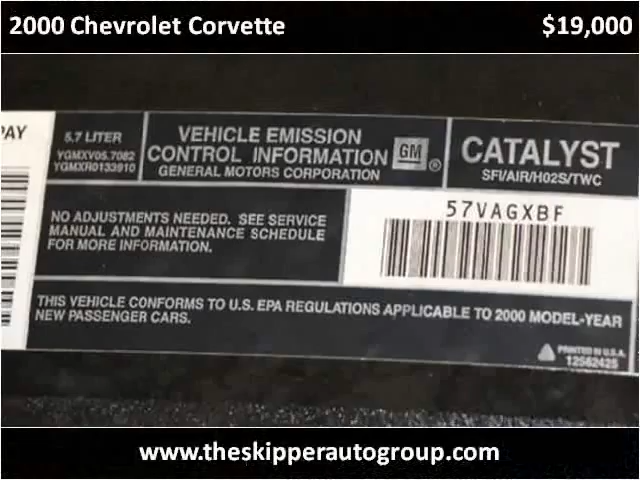 2000 Chevrolet Corvette
$19,000
PAY
5.7 LITER
YGMXV05.7082
YGMXR0133910
VEHICLE EMISSION
CONTROL INFORMATION
GENERAL MOTORS CORPORATION
GM ®
CATALYST
SFI/AIR/HO2S/TWC
NO ADJUSTMENTS NEEDED. SEE SERVICE
MANUAL AND MAINTENANCE SCHEDULE
FOR MORE INFORMATION.
57VAGXBF
THIS VEHICLE CONFORMS TO U.S. EPA REGULATIONS APPLICABLE TO 2000 MODEL-YEAR
NEW PASSENGER CARS.
PRINTED IN U.S.A.
12562425
www.theskipperautogroup.com